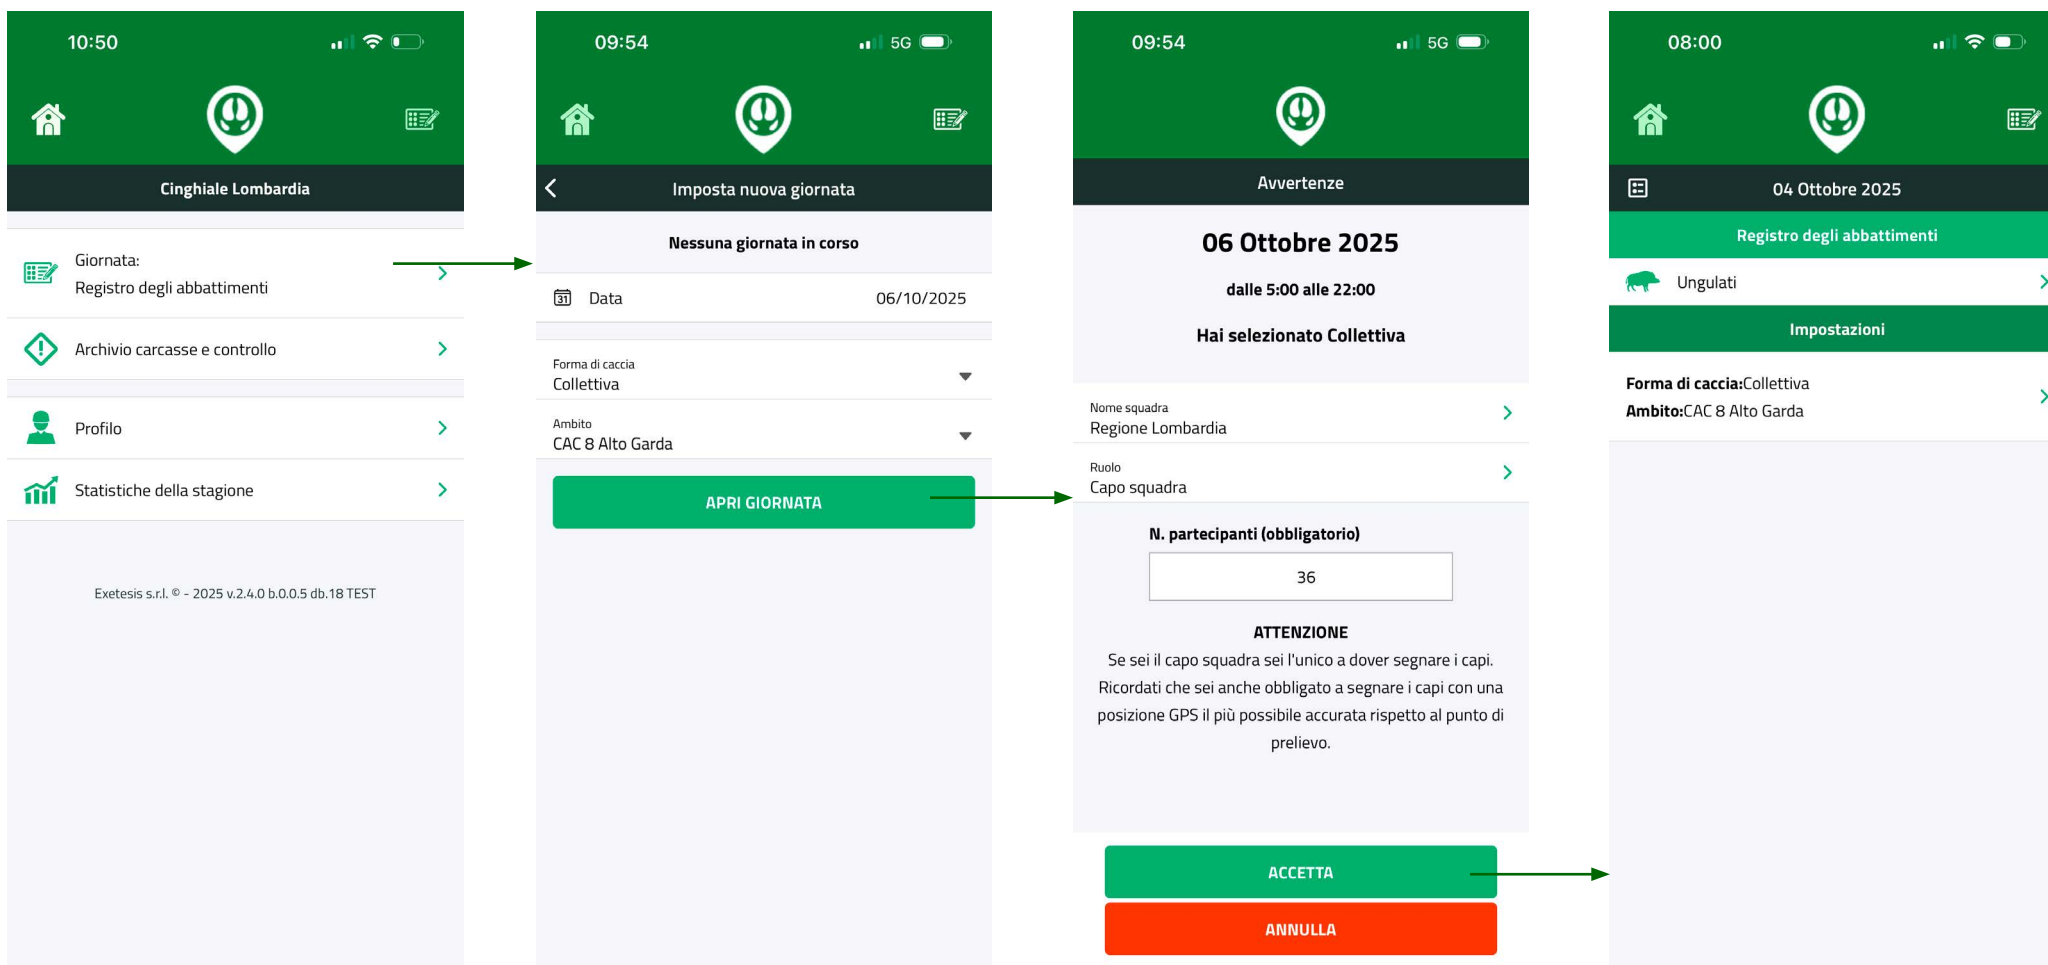 10:50
Cinghiale Lombardia
Giornata:
Registro degli abbattimenti
Archivio carcasse e controllo
Profilo
Statistiche della stagione
Exetesis s.r.l. © - 2025 v.2.4.0 b.0.0.5 db.18 TEST
09:54
5G
Imposta nuova giornata
Nessuna giornata in corso
31
Data
06/10/2025
Forma di caccia
Collettiva
Ambito
CAC 8 Alto Garda
APRI GIORNATA
09:54
5G
Avvertenze
06 Ottobre 2025
dalle 5:00 alle 22:00
Hai selezionato Collettiva
Nome squadra
Regione Lombardia
Ruolo
Capo squadra
N. partecipanti (obbligatorio)
36
ATTENZIONE
Se sei il capo squadra sei l'unico a dover segnare i capi.
Ricordati che sei anche obbligato a segnare i capi con una
posizione GPS il più possibile accurata rispetto al punto di
prelievo.
ACCETTA
ANNULLA
08:00
04 Ottobre 2025
Registro degli abbattimenti
Ungulati
Impostazioni
Forma di caccia:Collettiva
Ambito:CAC 8 Alto Garda